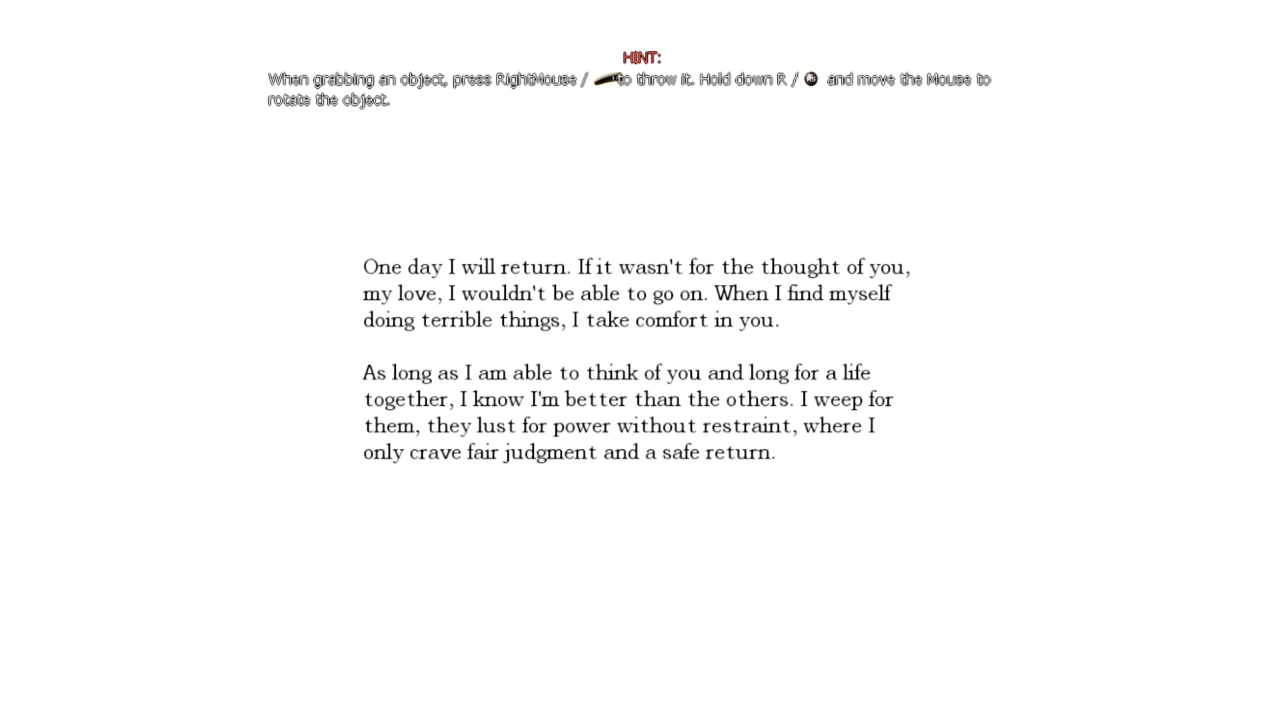 HINT:
When grabbing an object, press RightMouse / to throw it. Hold down R / and move the Mouse to
rotate the object.
One day I will return. If it wasn't for the thought of you,
my love, I wouldn't be able to go on. When I find myself
doing terrible things, I take comfort in you.
As long as I am able to think of you and long for a life
together, I know I'm better than the others. I weep for
them, they lust for power without restraint, where I
only crave fair judgment and a safe return.